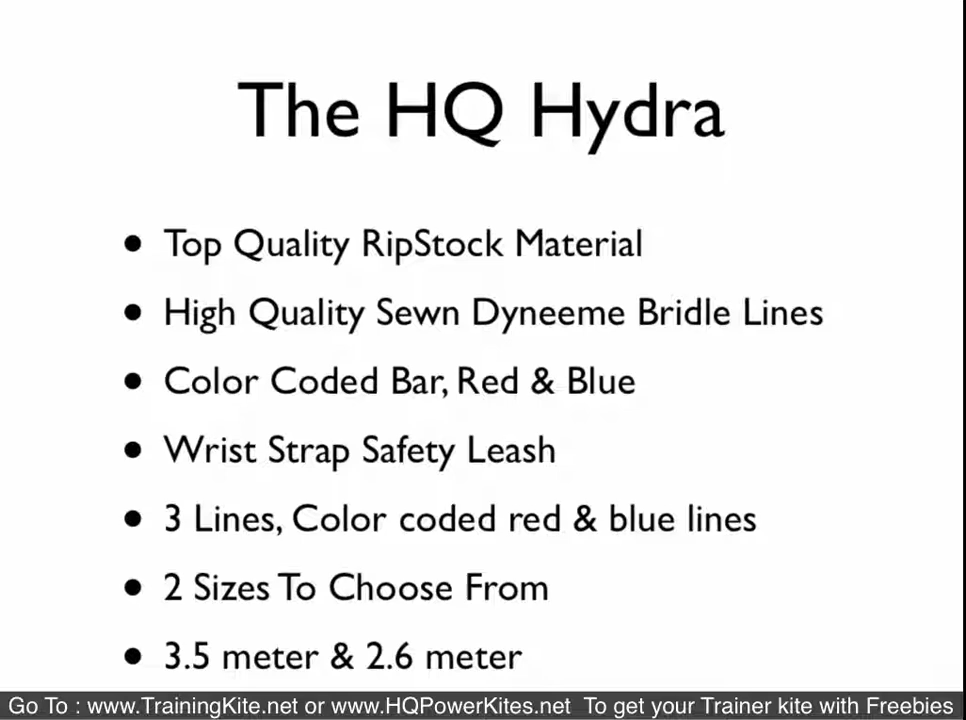 The HQ Hydra
• Top Quality RipStock Material
• High Quality Sewn Dyneeme Bridle Lines
• Color Coded Bar, Red & Blue
• Wrist Strap Safety Leash
• 3 Lines, Color coded red & blue lines
• 2 Sizes To Choose From
• 3.5 meter & 2.6 meter
Go To : www.TrainingKite.net or www.HQPowerKites.net To get your Trainer kite with Freebies